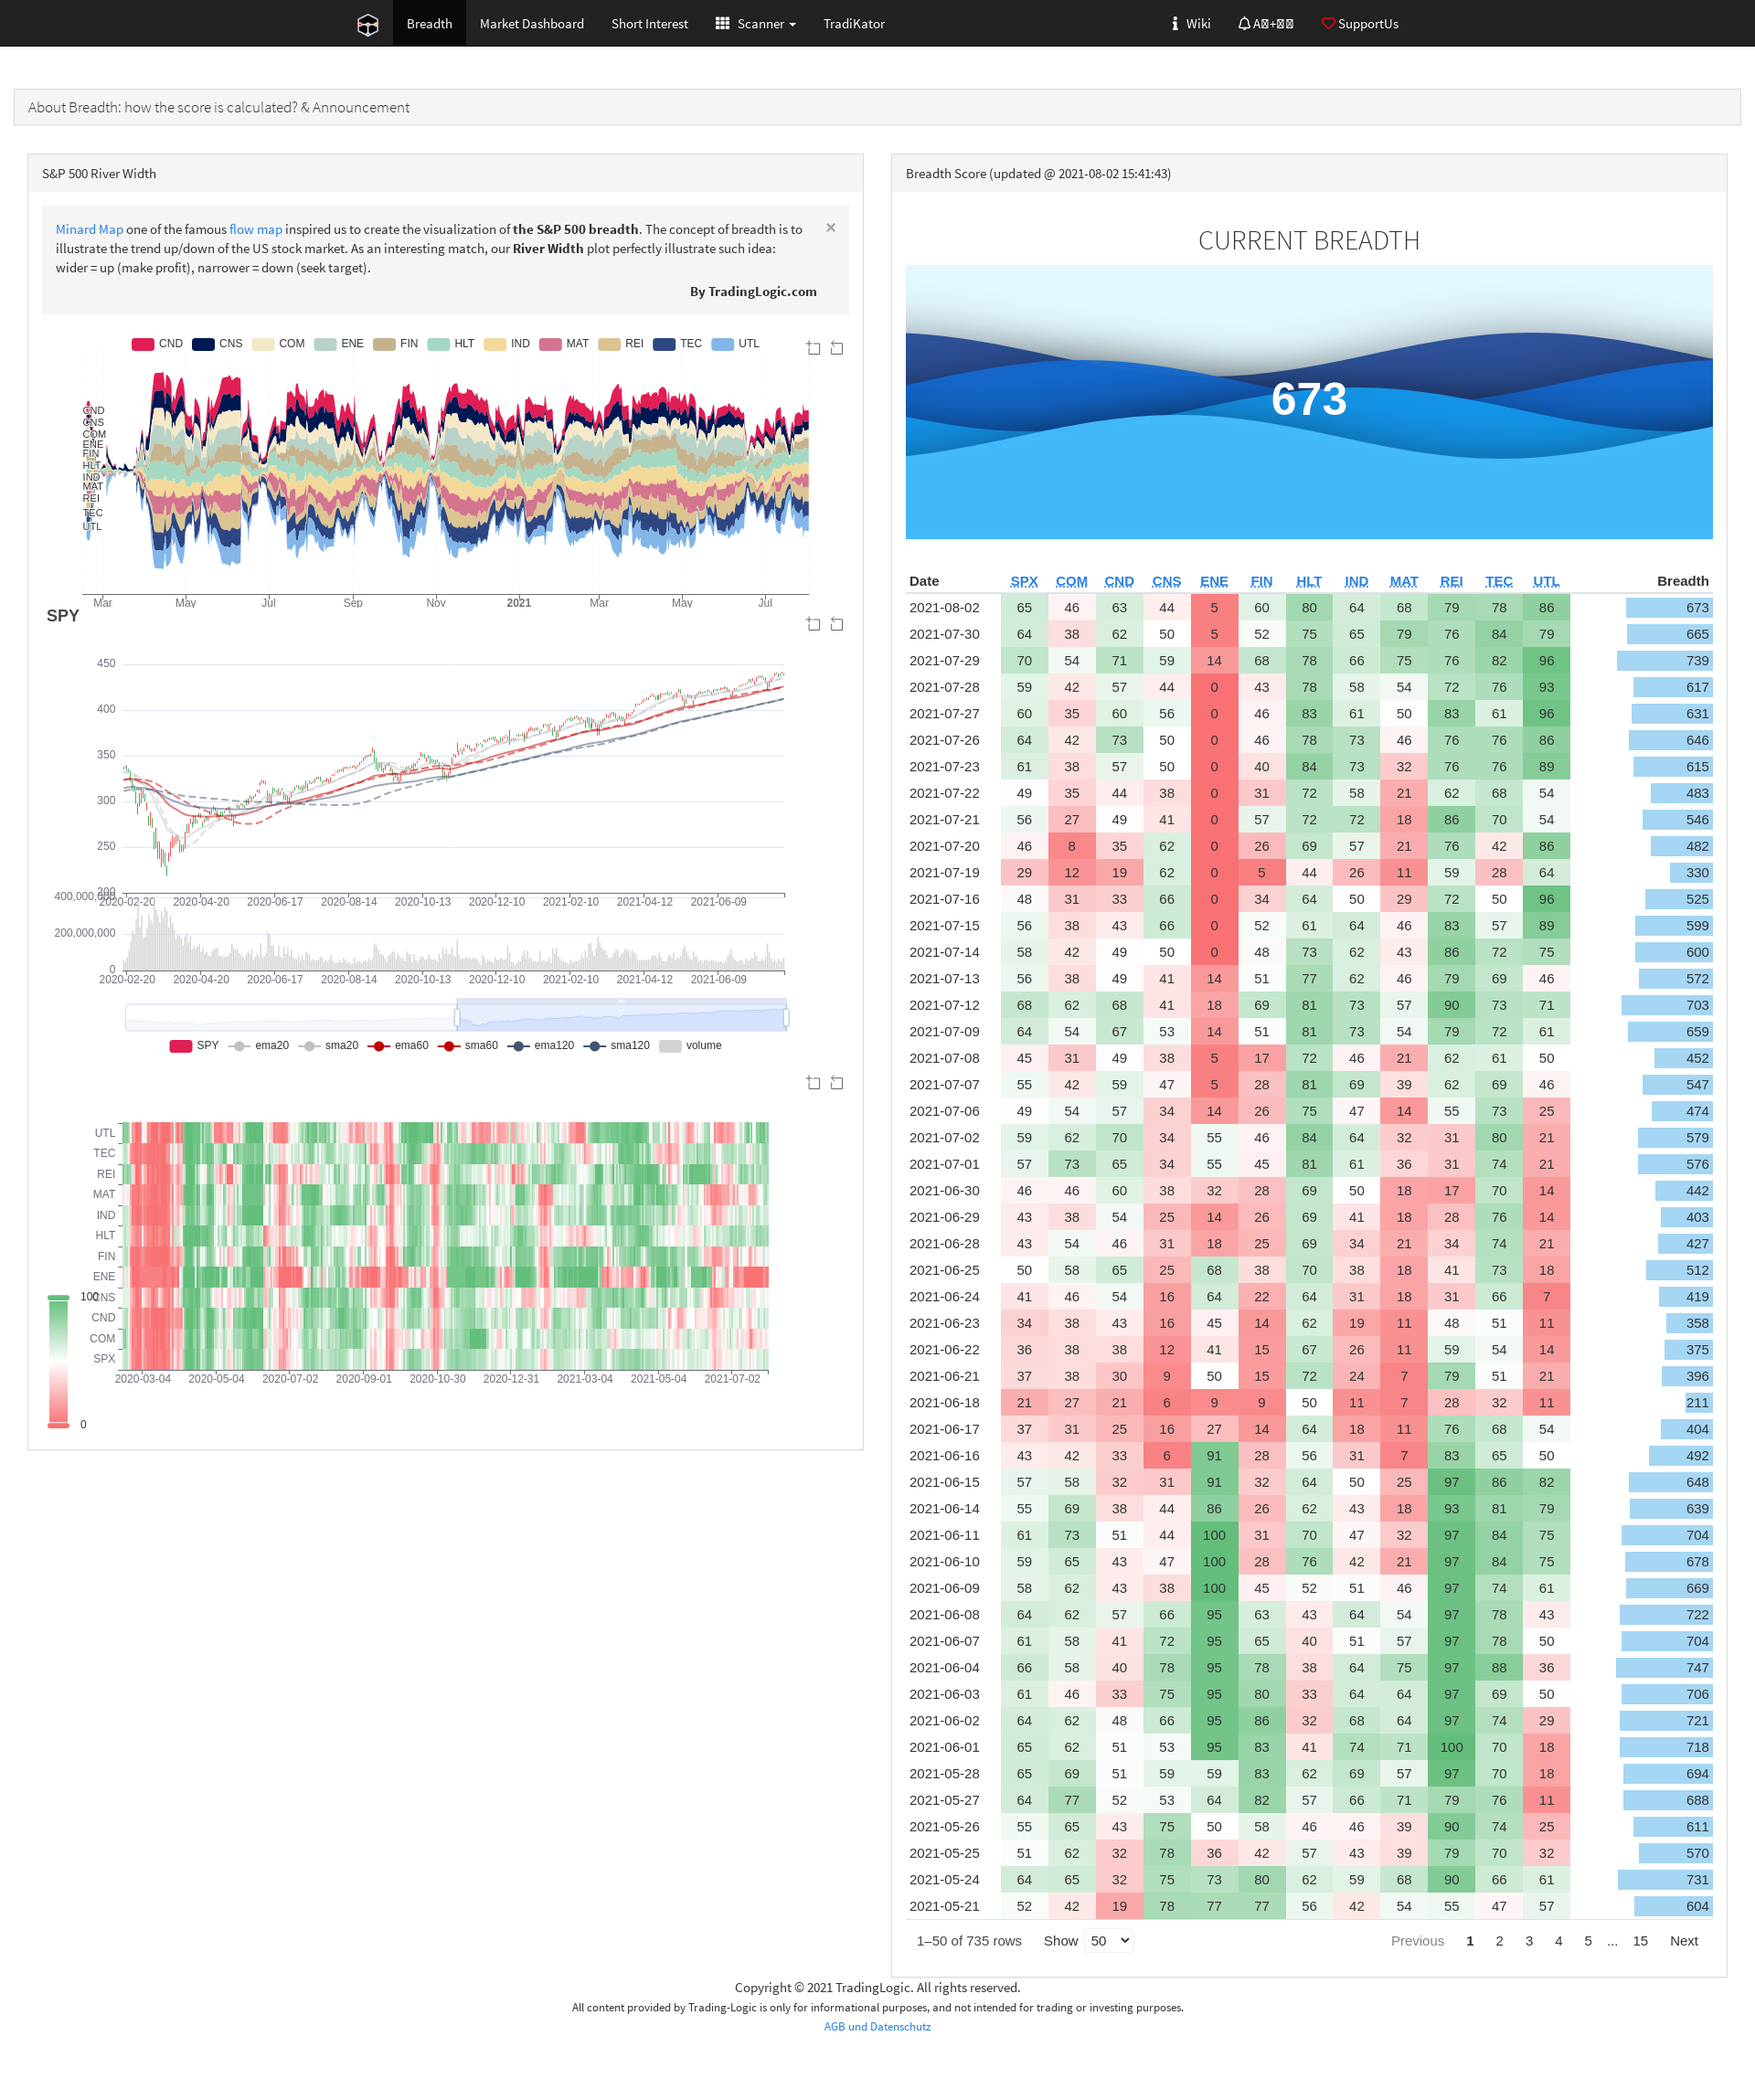 Breadth Market Dashboard Short Interest Scanner TradiKator Wiki SupportUs
About Breadth: how the score is calculated? & Announcement
S&P 500 River Width
Minard Map one of the famous flow map inspired us to create the visualization of the S&P 500 breadth. The concept of breadth is to
illustrate the trend up/down of the US stock market. As an interesting match, our River Width plot perfectly illustrate such idea:
wider = up (make profit), narrower = down (seek target).
×
By TradingLogic.com
CND CNS COM ENE FIN HLT IND MAT REI TEC UTL
CND
CNS
COM
ENE
FIN
HLT
IND
MAT
REI
TEC
UTL
Mar May Jul Sep Nov 2021 Mar May Jul
SPY
450
400
350
300
250
200
2020-02-20 2020-04-20 2020-06-17 2020-08-14 2020-10-13 2020-12-10 2021-02-10 2021-04-12 2021-06-09
400,000,000
200,000,000
0
2020-02-20 2020-04-20 2020-06-17 2020-08-14 2020-10-13 2020-12-10 2021-02-10 2021-04-12 2021-06-09
SPY ema20 sma20 ema60 sma60 ema120 sma120 volume
UTL
TEC
REI
MAT
IND
HLT
FIN
ENE
CNS
CND
COM
SPX
2020-03-04 2020-05-04 2020-07-02 2020-09-01 2020-10-30 2020-12-31 2021-03-04 2021-05-04 2021-07-02
100
0
Breadth Score (updated @ 2021-08-02 15:41:43)
CURRENT BREADTH
673
Date SPX COM CND CNS ENE FIN HLT IND MAT REI TEC UTL Breadth
2021-08-02 65 46 63 44 5 60 80 64 68 79 78 86 673
2021-07-30 64 38 62 50 5 52 75 65 79 76 84 79 665
2021-07-29 70 54 71 59 14 68 78 66 75 76 82 96 739
2021-07-28 59 42 57 44 0 43 78 58 54 72 76 93 617
2021-07-27 60 35 60 56 0 46 83 61 50 83 61 96 631
2021-07-26 64 42 73 50 0 46 78 73 46 76 76 86 646
2021-07-23 61 38 57 50 0 40 84 73 32 76 76 89 615
2021-07-22 49 35 44 38 0 31 72 58 21 62 68 54 483
2021-07-21 56 27 49 41 0 57 72 72 18 86 70 54 546
2021-07-20 46 8 35 62 0 26 69 57 21 76 42 86 482
2021-07-19 29 12 19 62 0 5 44 26 11 59 28 64 330
2021-07-16 48 31 33 66 0 34 64 50 29 72 50 96 525
2021-07-15 56 38 43 66 0 52 61 64 46 83 57 89 599
2021-07-14 58 42 49 50 0 48 73 62 43 86 72 75 600
2021-07-13 56 38 49 41 14 51 77 62 46 79 69 46 572
2021-07-12 68 62 68 41 18 69 81 73 57 90 73 71 703
2021-07-09 64 54 67 53 14 51 81 73 54 79 72 61 659
2021-07-08 45 31 49 38 5 17 72 46 21 62 61 50 452
2021-07-07 55 42 59 47 5 28 81 69 39 62 69 46 547
2021-07-06 49 54 57 34 14 26 75 47 14 55 73 25 474
2021-07-02 59 62 70 34 55 46 84 64 32 31 80 21 579
2021-07-01 57 73 65 34 55 45 81 61 36 31 74 21 576
2021-06-30 46 46 60 38 32 28 69 50 18 17 70 14 442
2021-06-29 43 38 54 25 14 26 69 41 18 28 76 14 403
2021-06-28 43 54 46 31 18 25 69 34 21 34 74 21 427
2021-06-25 50 58 65 25 68 38 70 38 18 41 73 18 512
2021-06-24 41 46 54 16 64 22 64 31 18 31 66 7 419
2021-06-23 34 38 43 16 45 14 62 19 11 48 51 11 358
2021-06-22 36 38 38 12 41 15 67 26 11 59 54 14 375
2021-06-21 37 38 30 9 50 15 72 24 7 79 51 21 396
2021-06-18 21 27 21 6 9 9 50 11 7 28 32 11 211
2021-06-17 37 31 25 16 27 14 64 18 11 76 68 54 404
2021-06-16 43 42 33 6 91 28 56 31 7 83 65 50 492
2021-06-15 57 58 32 31 91 32 64 50 25 97 86 82 648
2021-06-14 55 69 38 44 86 26 62 43 18 93 81 79 639
2021-06-11 61 73 51 44 100 31 70 47 32 97 84 75 704
2021-06-10 59 65 43 47 100 28 76 42 21 97 84 75 678
2021-06-09 58 62 43 38 100 45 52 51 46 97 74 61 669
2021-06-08 64 62 57 66 95 63 43 64 54 97 78 43 722
2021-06-07 61 58 41 72 95 65 40 51 57 97 78 50 704
2021-06-04 66 58 40 78 95 78 38 64 75 97 88 36 747
2021-06-03 61 46 33 75 95 80 33 64 64 97 69 50 706
2021-06-02 64 62 48 66 95 86 32 68 64 97 74 29 721
2021-06-01 65 62 51 53 95 83 41 74 71 100 70 18 718
2021-05-28 65 69 51 59 59 83 62 69 57 97 70 18 694
2021-05-27 64 77 52 53 64 82 57 66 71 79 76 11 688
2021-05-26 55 65 43 75 50 58 46 46 39 90 74 25 611
2021-05-25 51 62 32 78 36 42 57 43 39 79 70 32 570
2021-05-24 64 65 32 75 73 80 62 59 68 90 66 61 731
2021-05-21 52 42 19 78 77 77 56 42 54 55 47 57 604
1–50 of 735 rows Show 50 Previous 1 2 3 4 5 ... 15 Next
Copyright © 2021 TradingLogic. All rights reserved.
All content provided by Trading-Logic is only for informational purposes, and not intended for trading or investing purposes.
AGB und Datenschutz